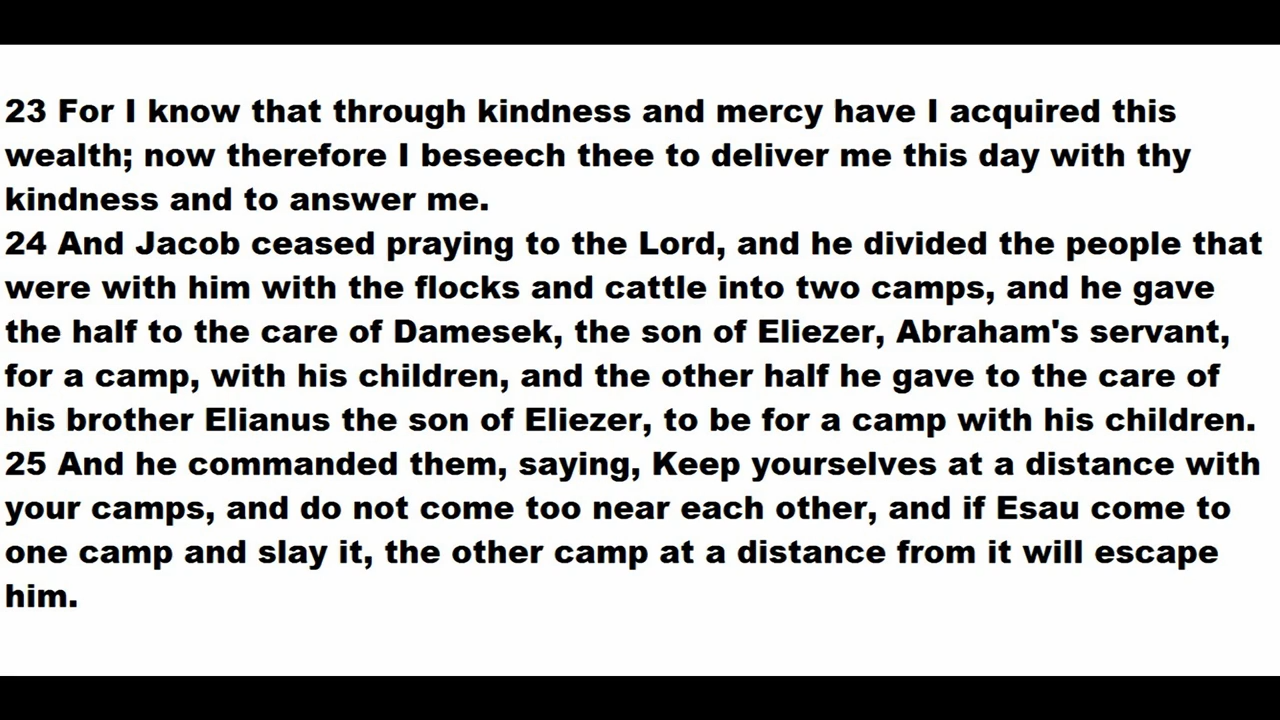 23 For I know that through kindness and mercy have I acquired this
wealth; now therefore I beseech thee to deliver me this day with thy
kindness and to answer me.
24 And Jacob ceased praying to the Lord, and he divided the people that
were with him with the flocks and cattle into two camps, and he gave
the half to the care of Damesek, the son of Eliezer, Abraham's servant,
for a camp, with his children, and the other half he gave to the care of
his brother Elianus the son of Eliezer, to be for a camp with his children.
25 And he commanded them, saying, Keep yourselves at a distance with
your camps, and do not come too near each other, and if Esau come to
one camp and slay it, the other camp at a distance from it will escape
him.